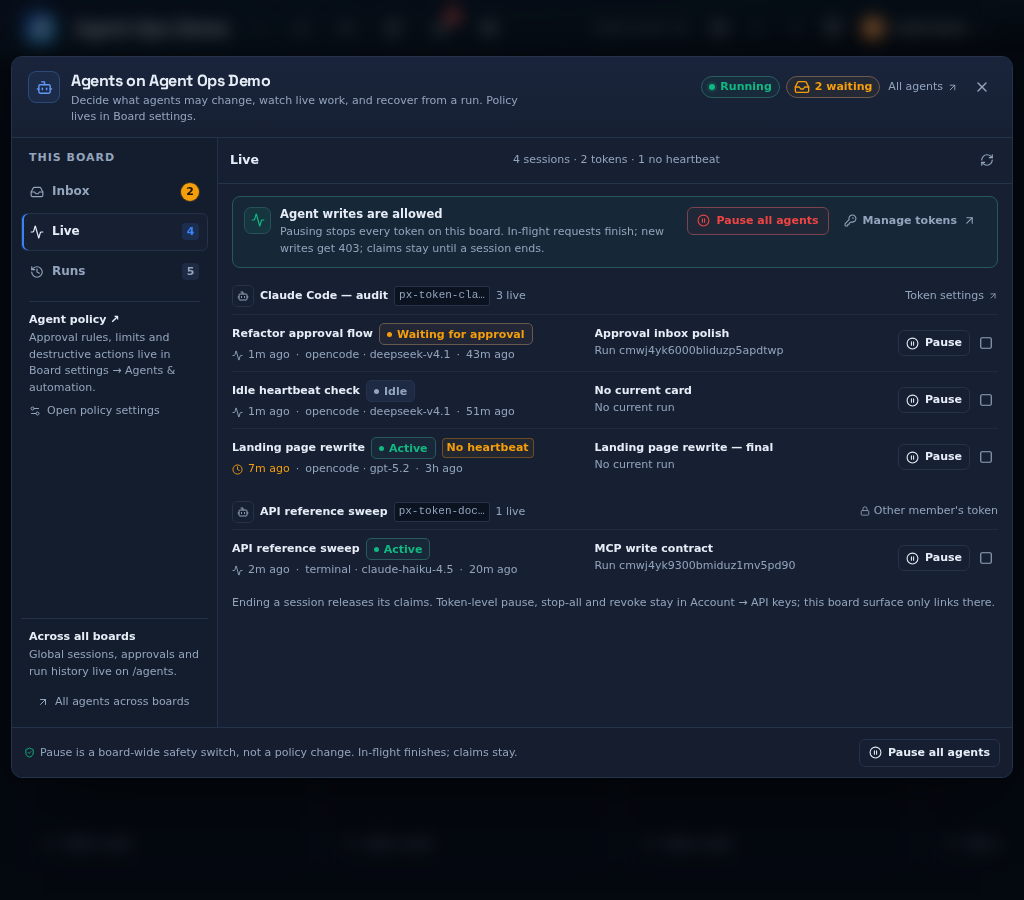 Agents on Agent Ops Demo
Decide what agents may change, watch live work, and recover from a run. Policy
lives in Board settings.
Running
2 waiting
All agents ↗
THIS BOARD
Inbox 2
Live 4
Runs 5
Agent policy ↗
Approval rules, limits and
destructive actions live in
Board settings → Agents &
automation.
Open policy settings
Across all boards
Global sessions, approvals and
run history live on /agents.
All agents across boards
Live
4 sessions · 2 tokens · 1 no heartbeat
Agent writes are allowed
Pausing stops every token on this board. In-flight requests finish; new
writes get 403; claims stay until a session ends.
Pause all agents
Manage tokens ↗
Claude Code — audit px-token-cla… 3 live
Token settings ↗
Refactor approval flow Waiting for approval
1m ago · opencode · deepseek-v4.1 · 43m ago
Approval inbox polish
Run cmwj4yk6000bliduzp5apdtwp
Pause
Idle heartbeat check Idle
1m ago · opencode · deepseek-v4.1 · 51m ago
No current card
No current run
Pause
Landing page rewrite Active No heartbeat
7m ago · opencode · gpt-5.2 · 3h ago
Landing page rewrite — final
No current run
Pause
API reference sweep px-token-doc… 1 live
Other member's token
API reference sweep Active
2m ago · terminal · claude-haiku-4.5 · 20m ago
MCP write contract
Run cmwj4yk9300bmiduz1mv5pd90
Pause
Ending a session releases its claims. Token-level pause, stop-all and revoke stay in Account → API keys; this board surface only links there.
Pause is a board-wide safety switch, not a policy change. In-flight finishes; claims stay.
Pause all agents